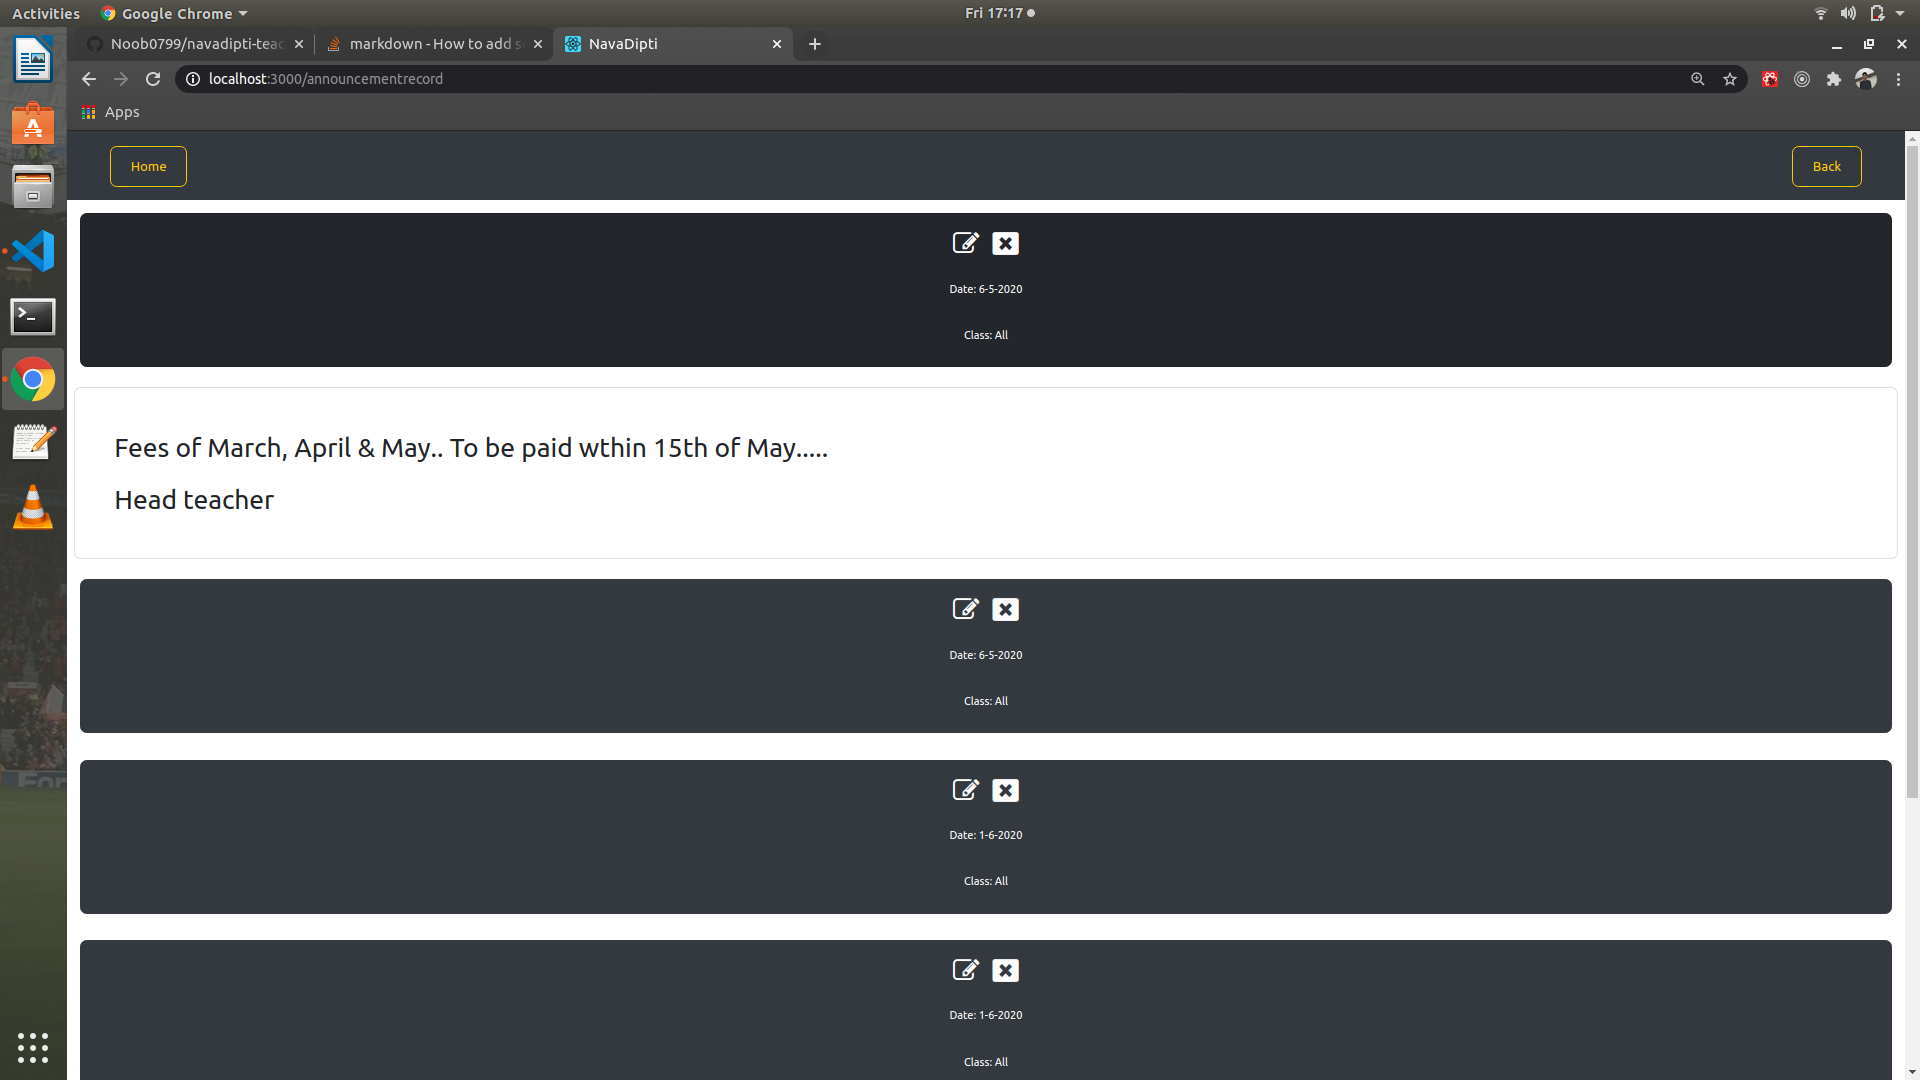 Activities Google Chrome Fri 17:17
Noob0799/navadipti-teac markdown - How to add s NavaDipti
localhost:3000/announcementrecord
Apps
Home Back
Date: 6-5-2020
Class: All
Fees of March, April & May.. To be paid wthin 15th of May.....
Head teacher
Date: 6-5-2020
Class: All
Date: 1-6-2020
Class: All
Date: 1-6-2020
Class: All